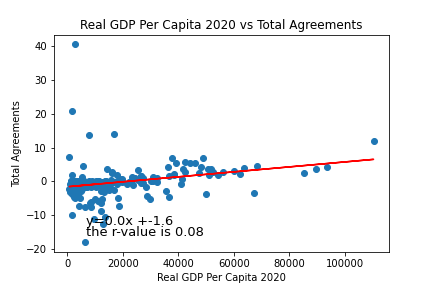 Real GDP Per Capita 2020 vs Total Agreements
40
30
20
10
0
−10
−20
Total Agreements
y=0.0x +-1.6
the r-value is 0.08
0 20000 40000 60000 80000 100000
Real GDP Per Capita 2020